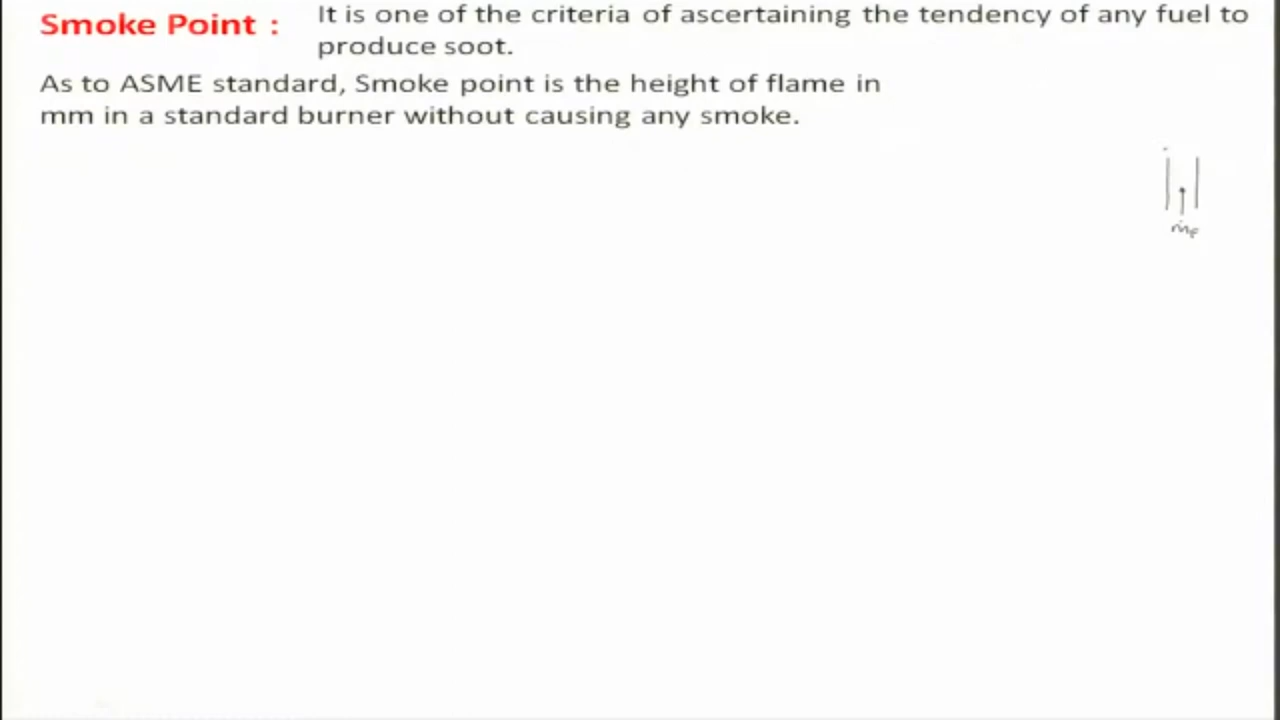 Smoke Point : It is one of the criteria of ascertaining the tendency of any fuel to
produce soot.
As to ASME standard, Smoke point is the height of flame in
mm in a standard burner without causing any smoke.
ṁ_F